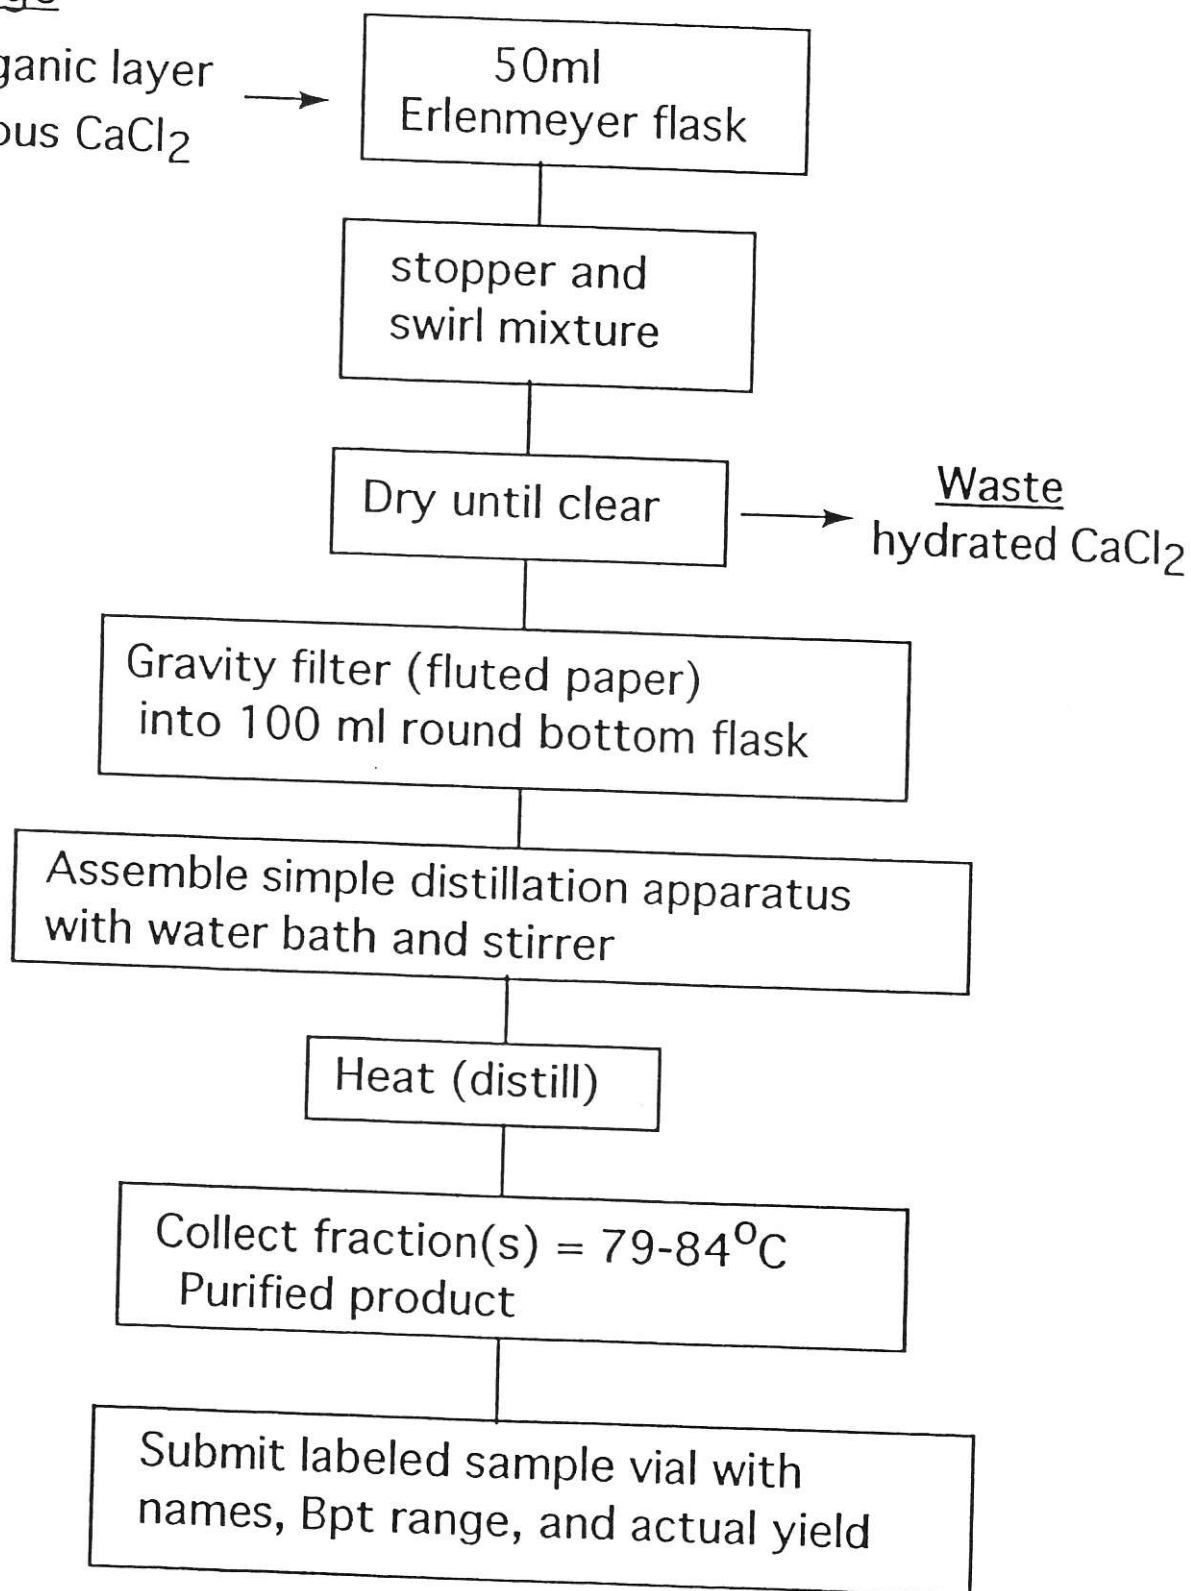 ganic layer
ous CaCl2
50ml
Erlenmeyer flask
stopper and
swirl mixture
Dry until clear
Waste
hydrated CaCl2
Gravity filter (fluted paper)
into 100 ml round bottom flask
Assemble simple distillation apparatus
with water bath and stirrer
Heat (distill)
Collect fraction(s) = 79-84°C
Purified product
Submit labeled sample vial with
names, Bpt range, and actual yield